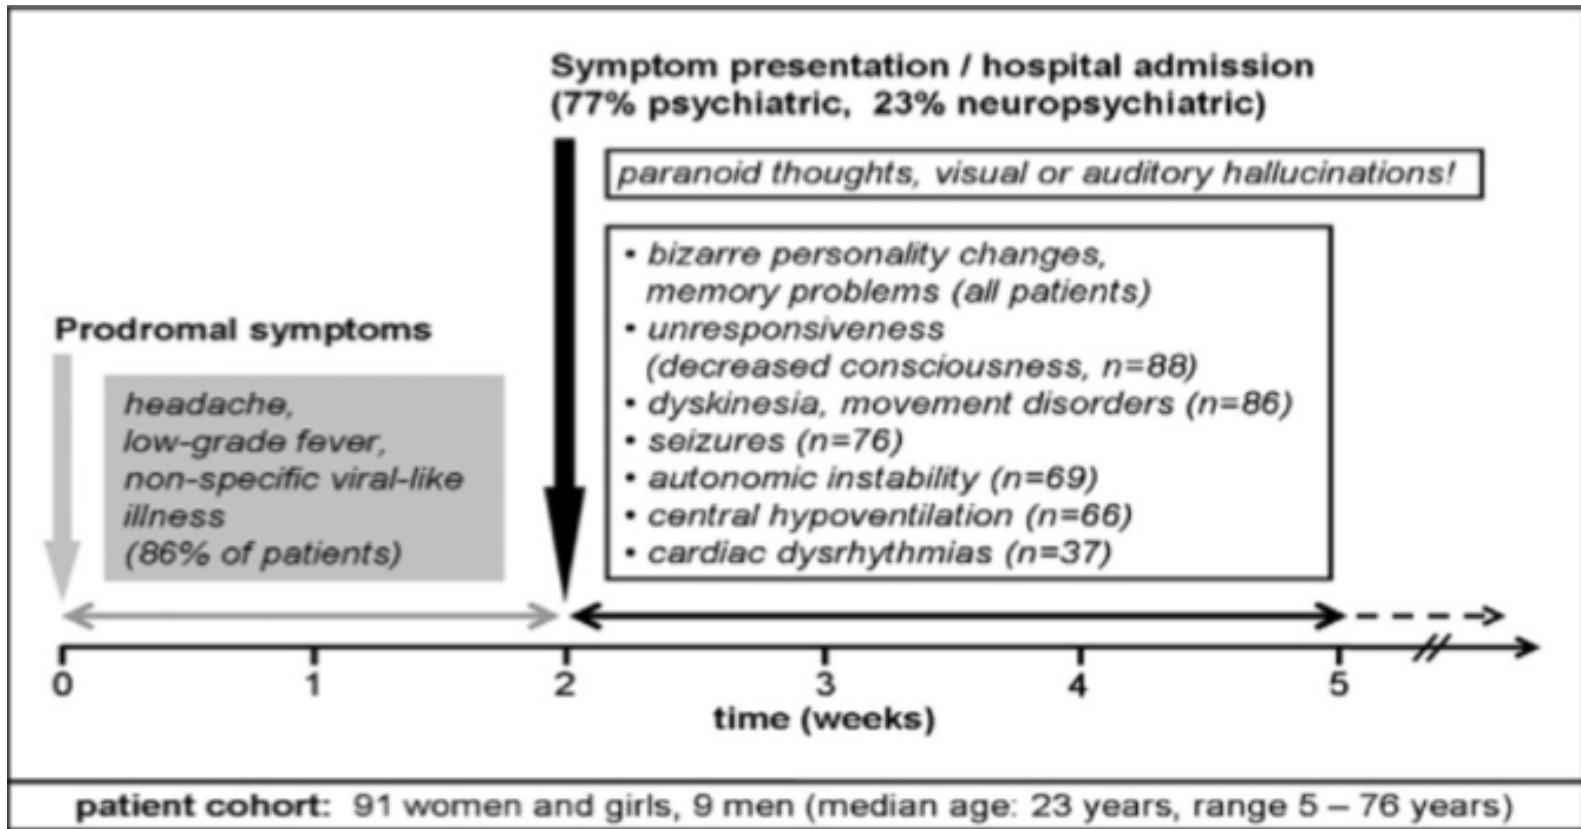 Symptom presentation / hospital admission
(77% psychiatric, 23% neuropsychiatric)
paranoid thoughts, visual or auditory hallucinations!
• bizarre personality changes,
memory problems (all patients)
• unresponsiveness
(decreased consciousness, n=88)
• dyskinesia, movement disorders (n=86)
• seizures (n=76)
• autonomic instability (n=69)
• central hypoventilation (n=66)
• cardiac dysrhythmias (n=37)
Prodromal symptoms
headache,
low-grade fever,
non-specific viral-like
illness
(86% of patients)
0 1 2 3 4 5
time (weeks)
patient cohort: 91 women and girls, 9 men (median age: 23 years, range 5 – 76 years)